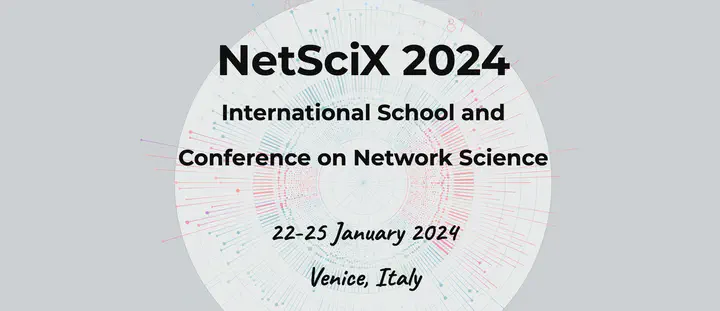 NetSciX 2024
International School and
Conference on Network Science
22-25 January 2024
Venice, Italy